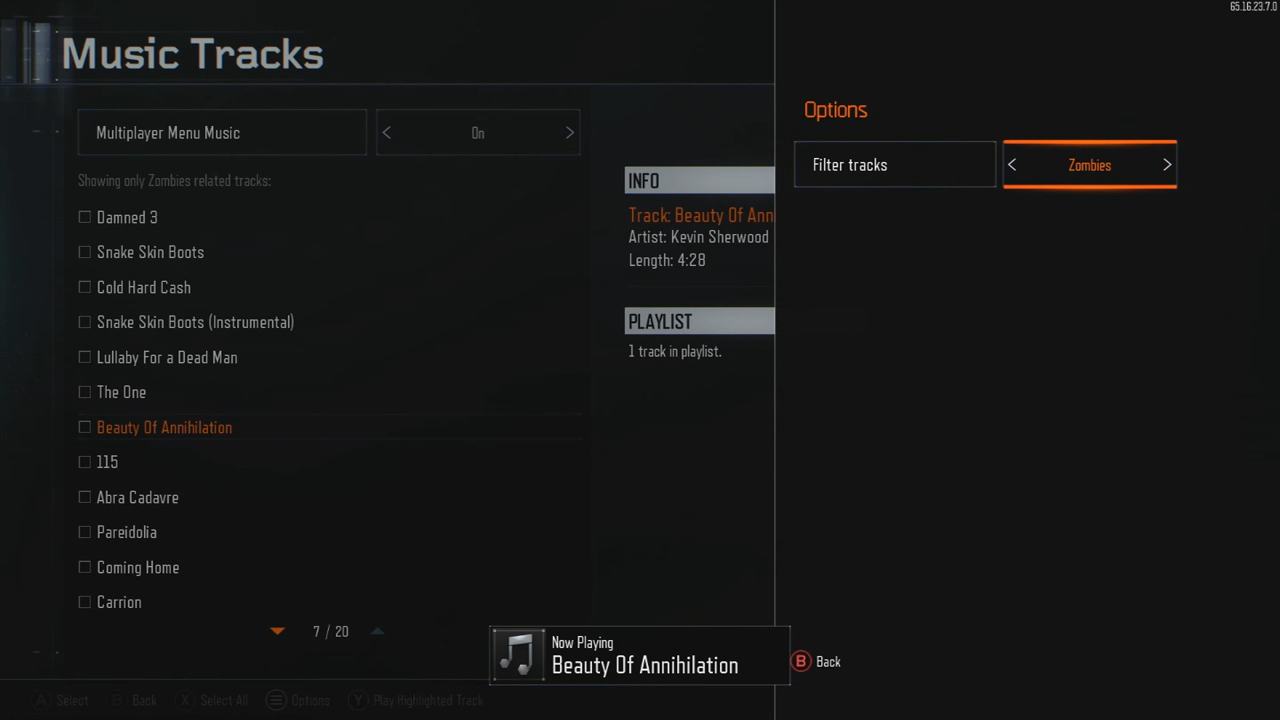 65.16.23.7.0
Music Tracks
Multiplayer Menu Music
On
Showing only Zombies related tracks:
Damned 3
Snake Skin Boots
Cold Hard Cash
Snake Skin Boots (Instrumental)
Lullaby For a Dead Man
The One
Beauty Of Annihilation
115
Abra Cadavre
Pareidolia
Coming Home
Carrion
7 / 20
INFO
Track: Beauty Of Ann
Artist: Kevin Sherwood
Length: 4:28
PLAYLIST
1 track in playlist.
Options
Filter tracks
Zombies
Now Playing
Beauty Of Annihilation
B Back
A Select
B Back
X Select All
Options
Y Play Highlighted Track